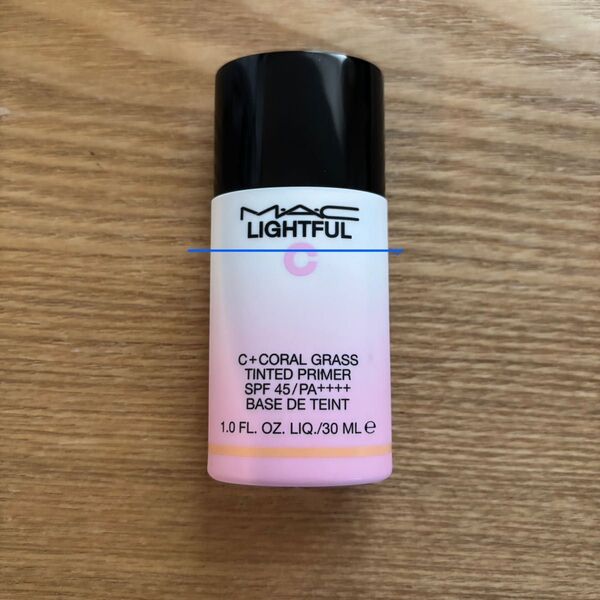 M·A·C
LIGHTFUL
C
C+CORAL GRASS
TINTED PRIMER
SPF 45/PA++++
BASE DE TEINT
1.0 FL. OZ. LIQ./30 ML ℮